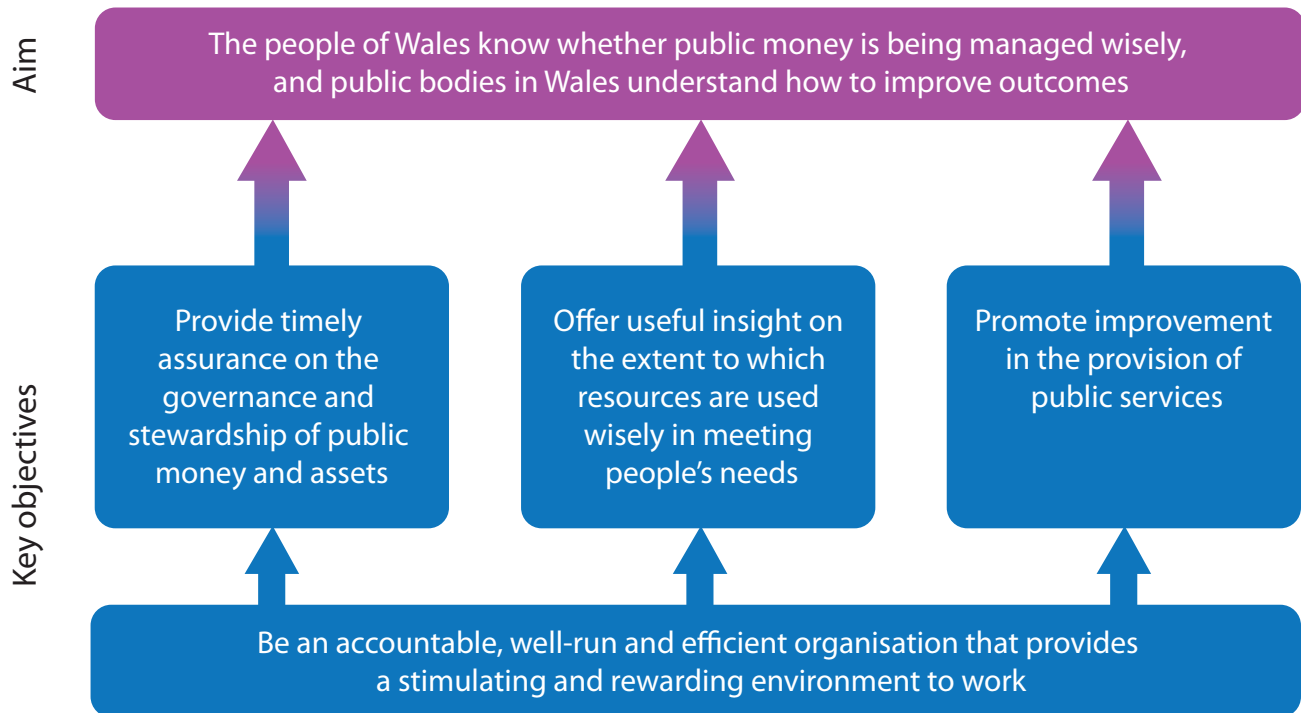 Aim
The people of Wales know whether public money is being managed wisely,
and public bodies in Wales understand how to improve outcomes
Key objectives
Provide timely
assurance on the
governance and
stewardship of public
money and assets
Offer useful insight on
the extent to which
resources are used
wisely in meeting
people’s needs
Promote improvement
in the provision of
public services
Be an accountable, well-run and efficient organisation that provides
a stimulating and rewarding environment to work